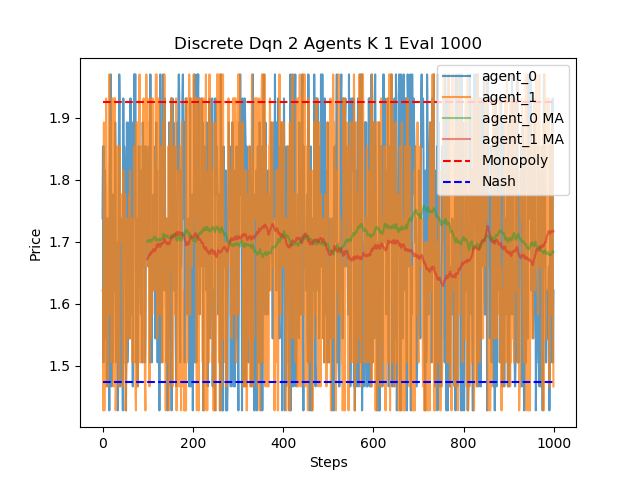 Discrete Dqn 2 Agents K 1 Eval 1000
agent_0
agent_1
agent_0 MA
agent_1 MA
Monopoly
Nash
Price
1.9
1.8
1.7
1.6
1.5
0 200 400 600 800 1000
Steps